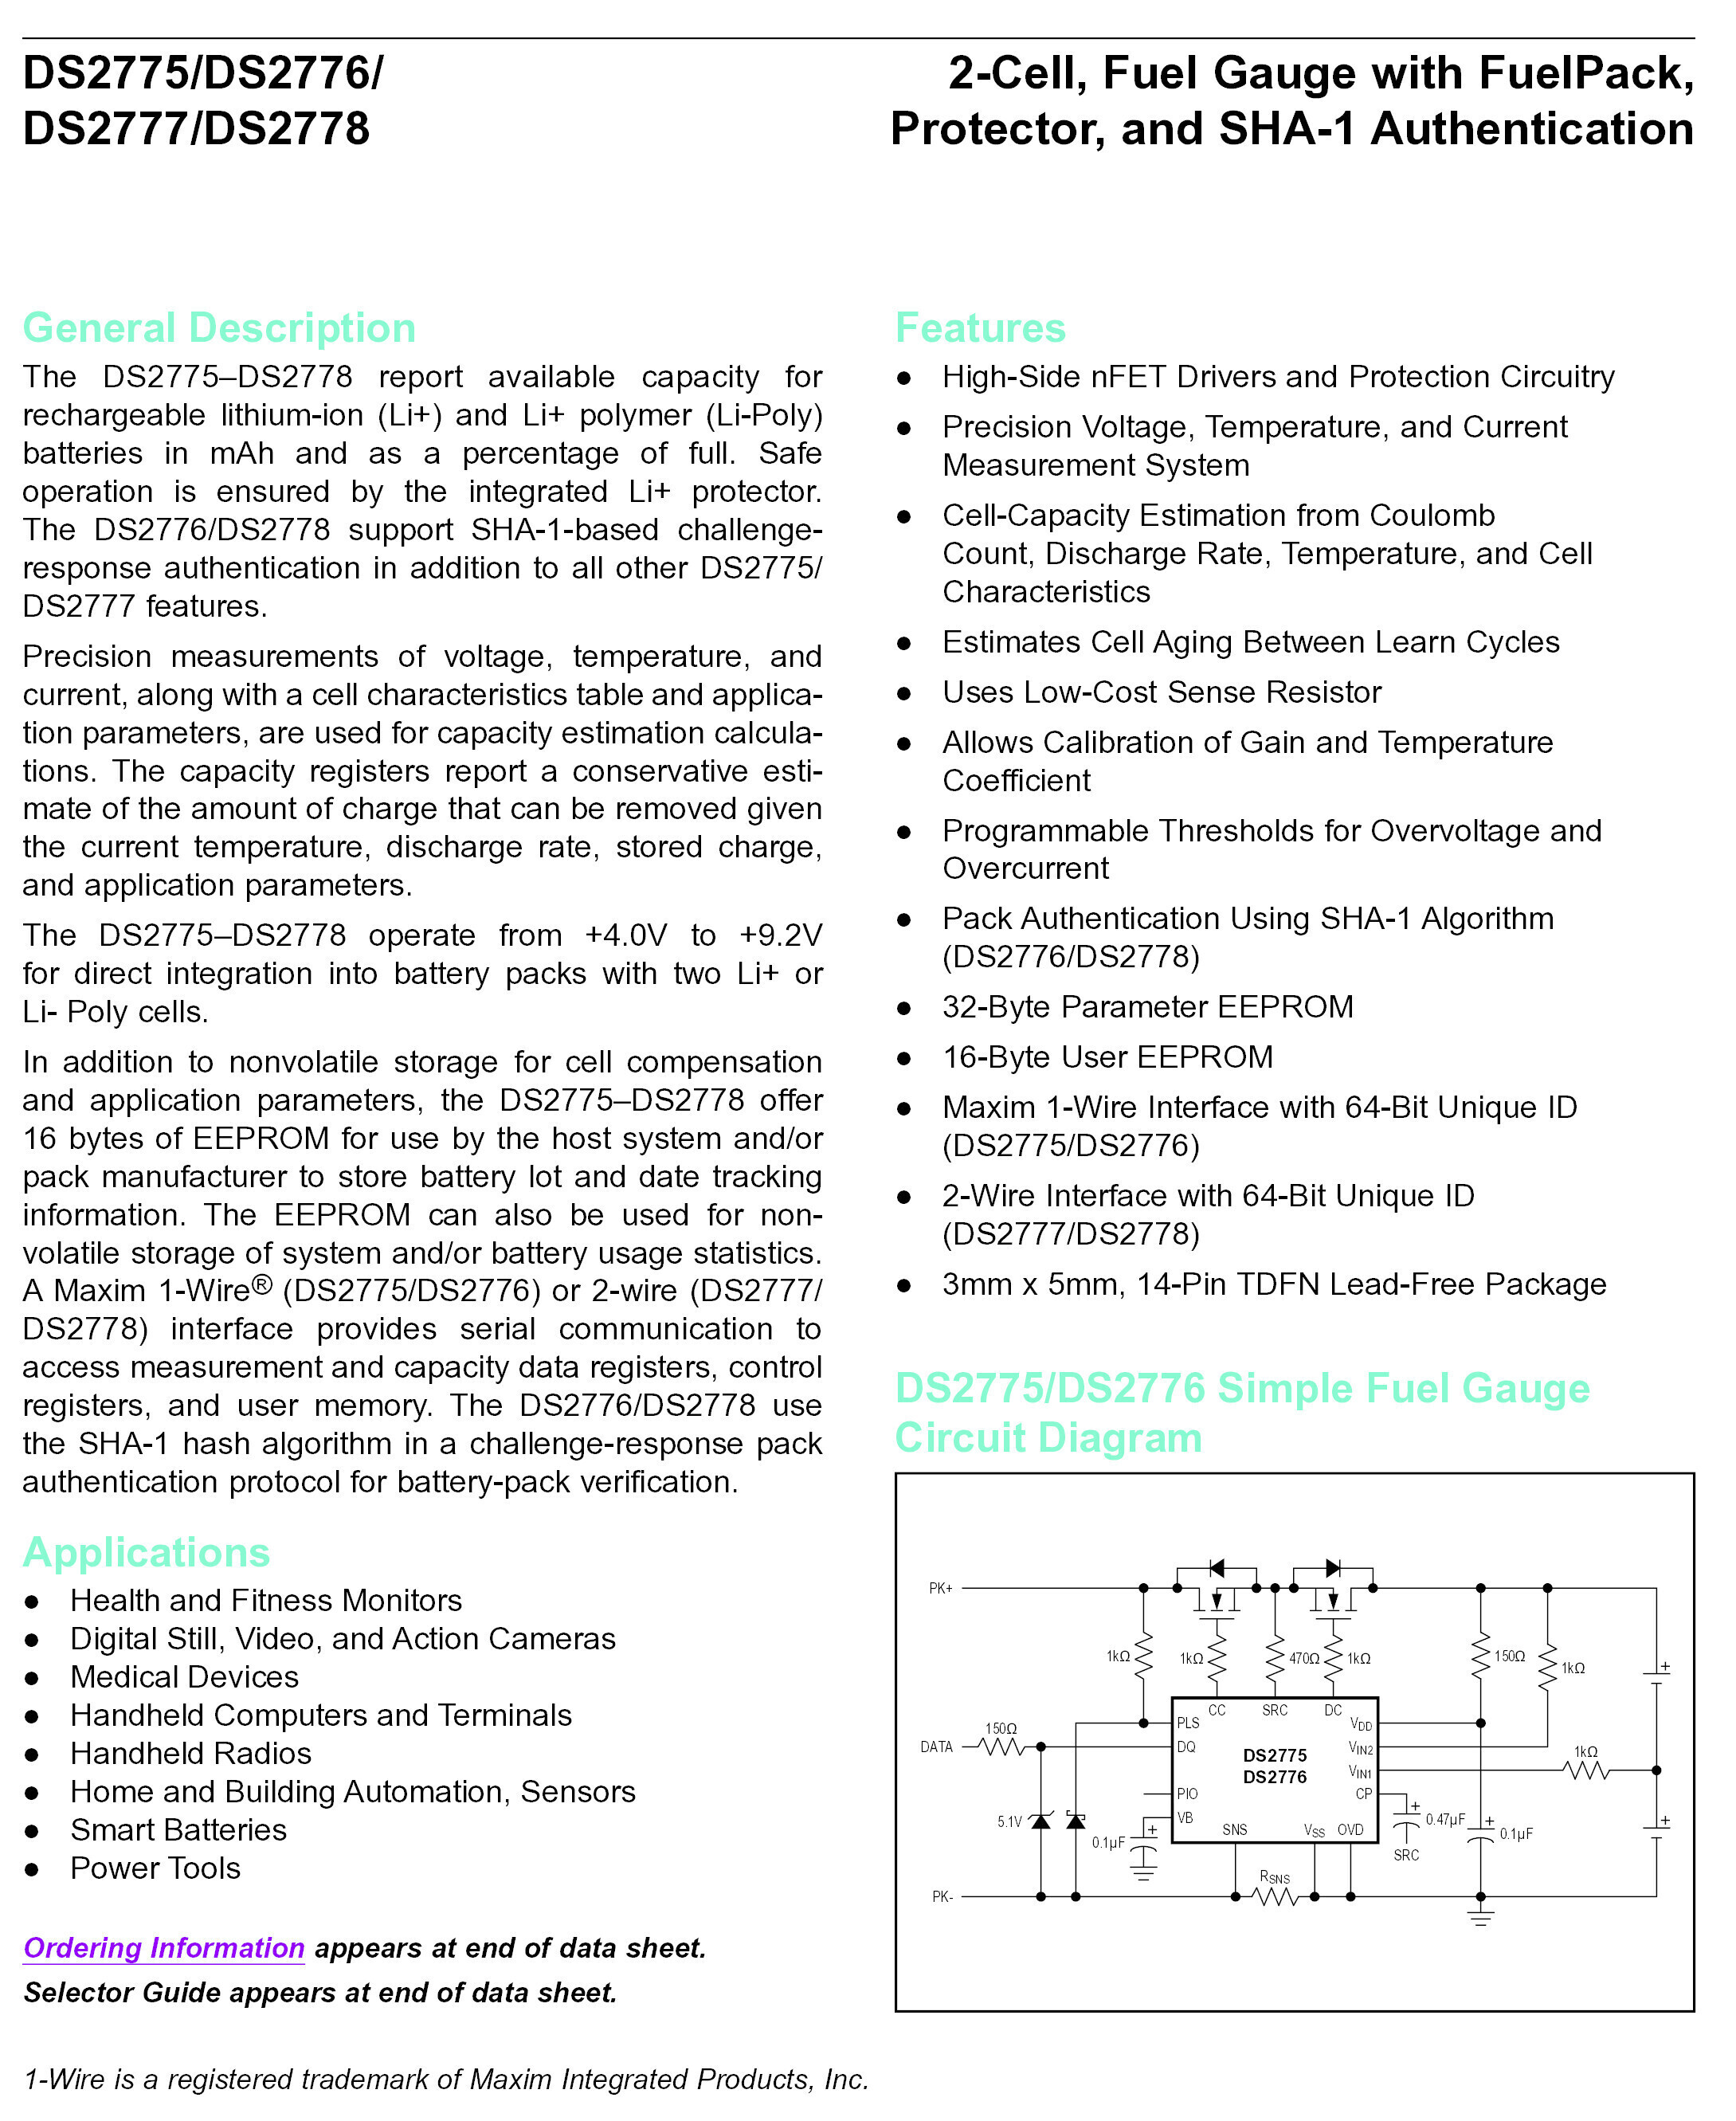 DS2775/DS2776/
DS2777/DS2778
2-Cell, Fuel Gauge with FuelPack,
Protector, and SHA-1 Authentication
General Description
The DS2775–DS2778 report available capacity for
rechargeable lithium-ion (Li+) and Li+ polymer (Li-Poly)
batteries in mAh and as a percentage of full. Safe
operation is ensured by the integrated Li+ protector.
The DS2776/DS2778 support SHA-1-based challenge-
response authentication in addition to all other DS2775/
DS2777 features.
Precision measurements of voltage, temperature, and
current, along with a cell characteristics table and applica-
tion parameters, are used for capacity estimation calcula-
tions. The capacity registers report a conservative esti-
mate of the amount of charge that can be removed given
the current temperature, discharge rate, stored charge,
and application parameters.
The DS2775–DS2778 operate from +4.0V to +9.2V
for direct integration into battery packs with two Li+ or
Li- Poly cells.
In addition to nonvolatile storage for cell compensation
and application parameters, the DS2775–DS2778 offer
16 bytes of EEPROM for use by the host system and/or
pack manufacturer to store battery lot and date tracking
information. The EEPROM can also be used for non-
volatile storage of system and/or battery usage statistics.
A Maxim 1-Wire® (DS2775/DS2776) or 2-wire (DS2777/
DS2778) interface provides serial communication to
access measurement and capacity data registers, control
registers, and user memory. The DS2776/DS2778 use
the SHA-1 hash algorithm in a challenge-response pack
authentication protocol for battery-pack verification.
Applications
● Health and Fitness Monitors
● Digital Still, Video, and Action Cameras
● Medical Devices
● Handheld Computers and Terminals
● Handheld Radios
● Home and Building Automation, Sensors
● Smart Batteries
● Power Tools
Ordering Information appears at end of data sheet.
Selector Guide appears at end of data sheet.
Features
● High-Side nFET Drivers and Protection Circuitry
● Precision Voltage, Temperature, and Current
Measurement System
● Cell-Capacity Estimation from Coulomb
Count, Discharge Rate, Temperature, and Cell
Characteristics
● Estimates Cell Aging Between Learn Cycles
● Uses Low-Cost Sense Resistor
● Allows Calibration of Gain and Temperature
Coefficient
● Programmable Thresholds for Overvoltage and
Overcurrent
● Pack Authentication Using SHA-1 Algorithm
(DS2776/DS2778)
● 32-Byte Parameter EEPROM
● 16-Byte User EEPROM
● Maxim 1-Wire Interface with 64-Bit Unique ID
(DS2775/DS2776)
● 2-Wire Interface with 64-Bit Unique ID
(DS2777/DS2778)
● 3mm x 5mm, 14-Pin TDFN Lead-Free Package
DS2775/DS2776 Simple Fuel Gauge
Circuit Diagram
PK+
1kΩ 1kΩ 470Ω 1kΩ 150Ω 1kΩ
+
CC SRC DC
PLS VDD
150Ω
DATA DQ VIN2
DS2775
DS2776
1kΩ
VIN1
PIO CP
VB
5.1V
0.1µF
+
SNS VSS OVD
+
0.47µF
SRC
+
0.1µF
+
RSNS
PK-
1-Wire is a registered trademark of Maxim Integrated Products, Inc.